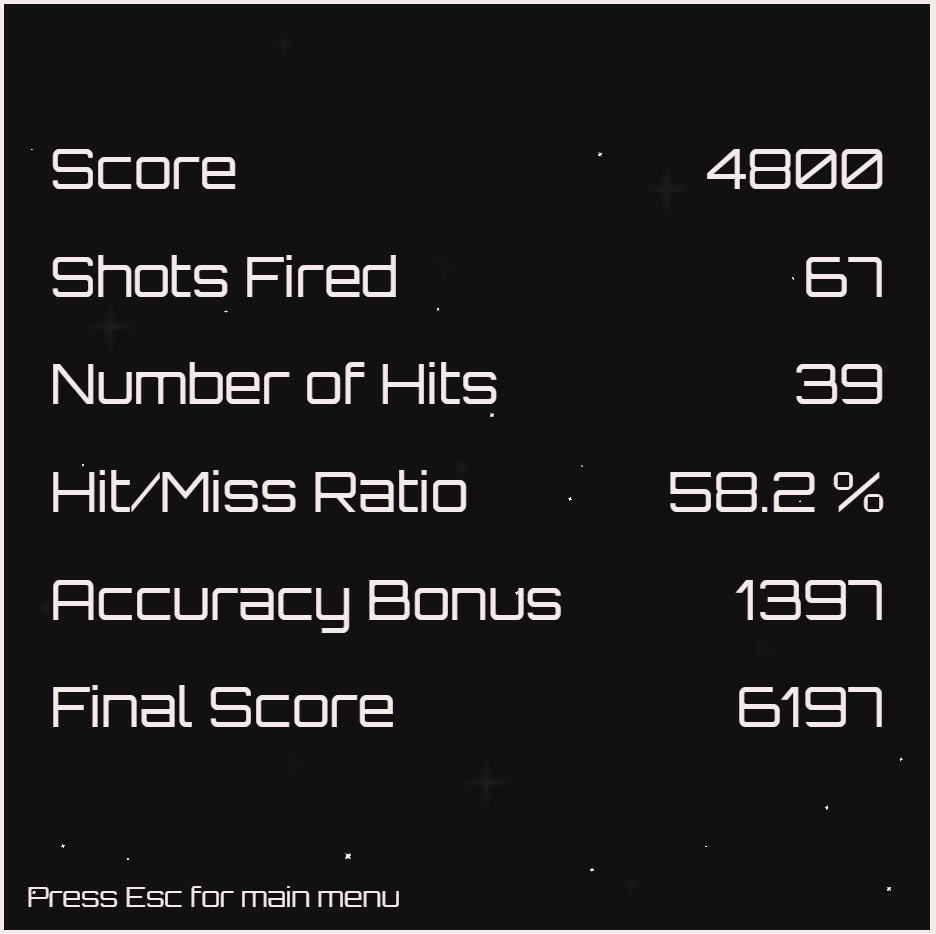 Score 4800
Shots Fired 67
Number of Hits 39
Hit/Miss Ratio 58.2 %
Accuracy Bonus 1397
Final Score 6197
Press Esc for main menu